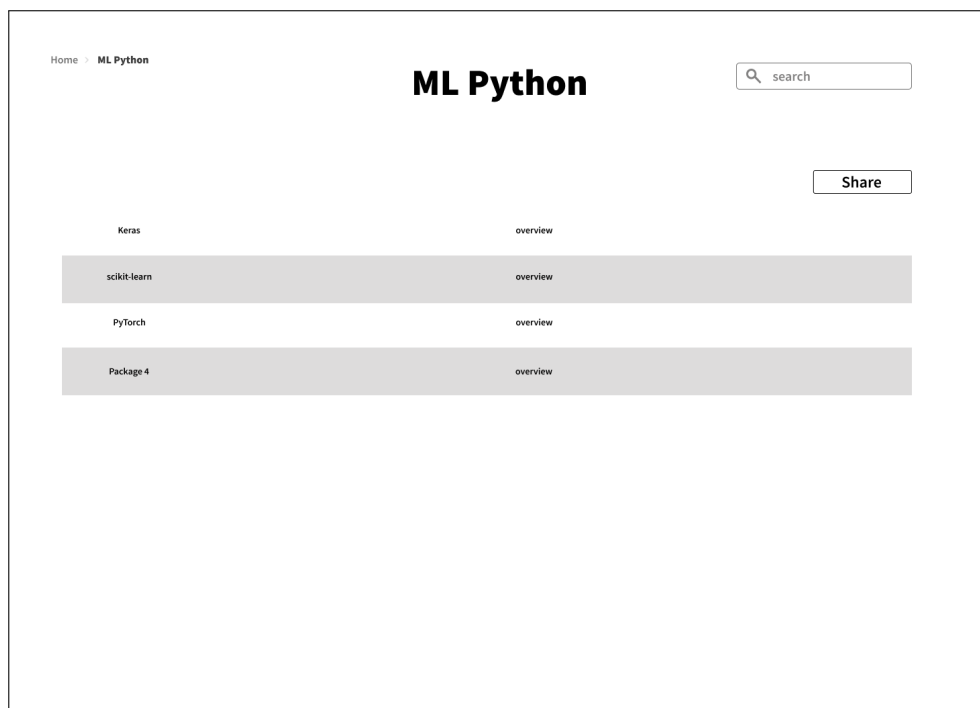 Home > ML Python
ML Python
search
Share
Keras overview
scikit-learn overview
PyTorch overview
Package 4 overview